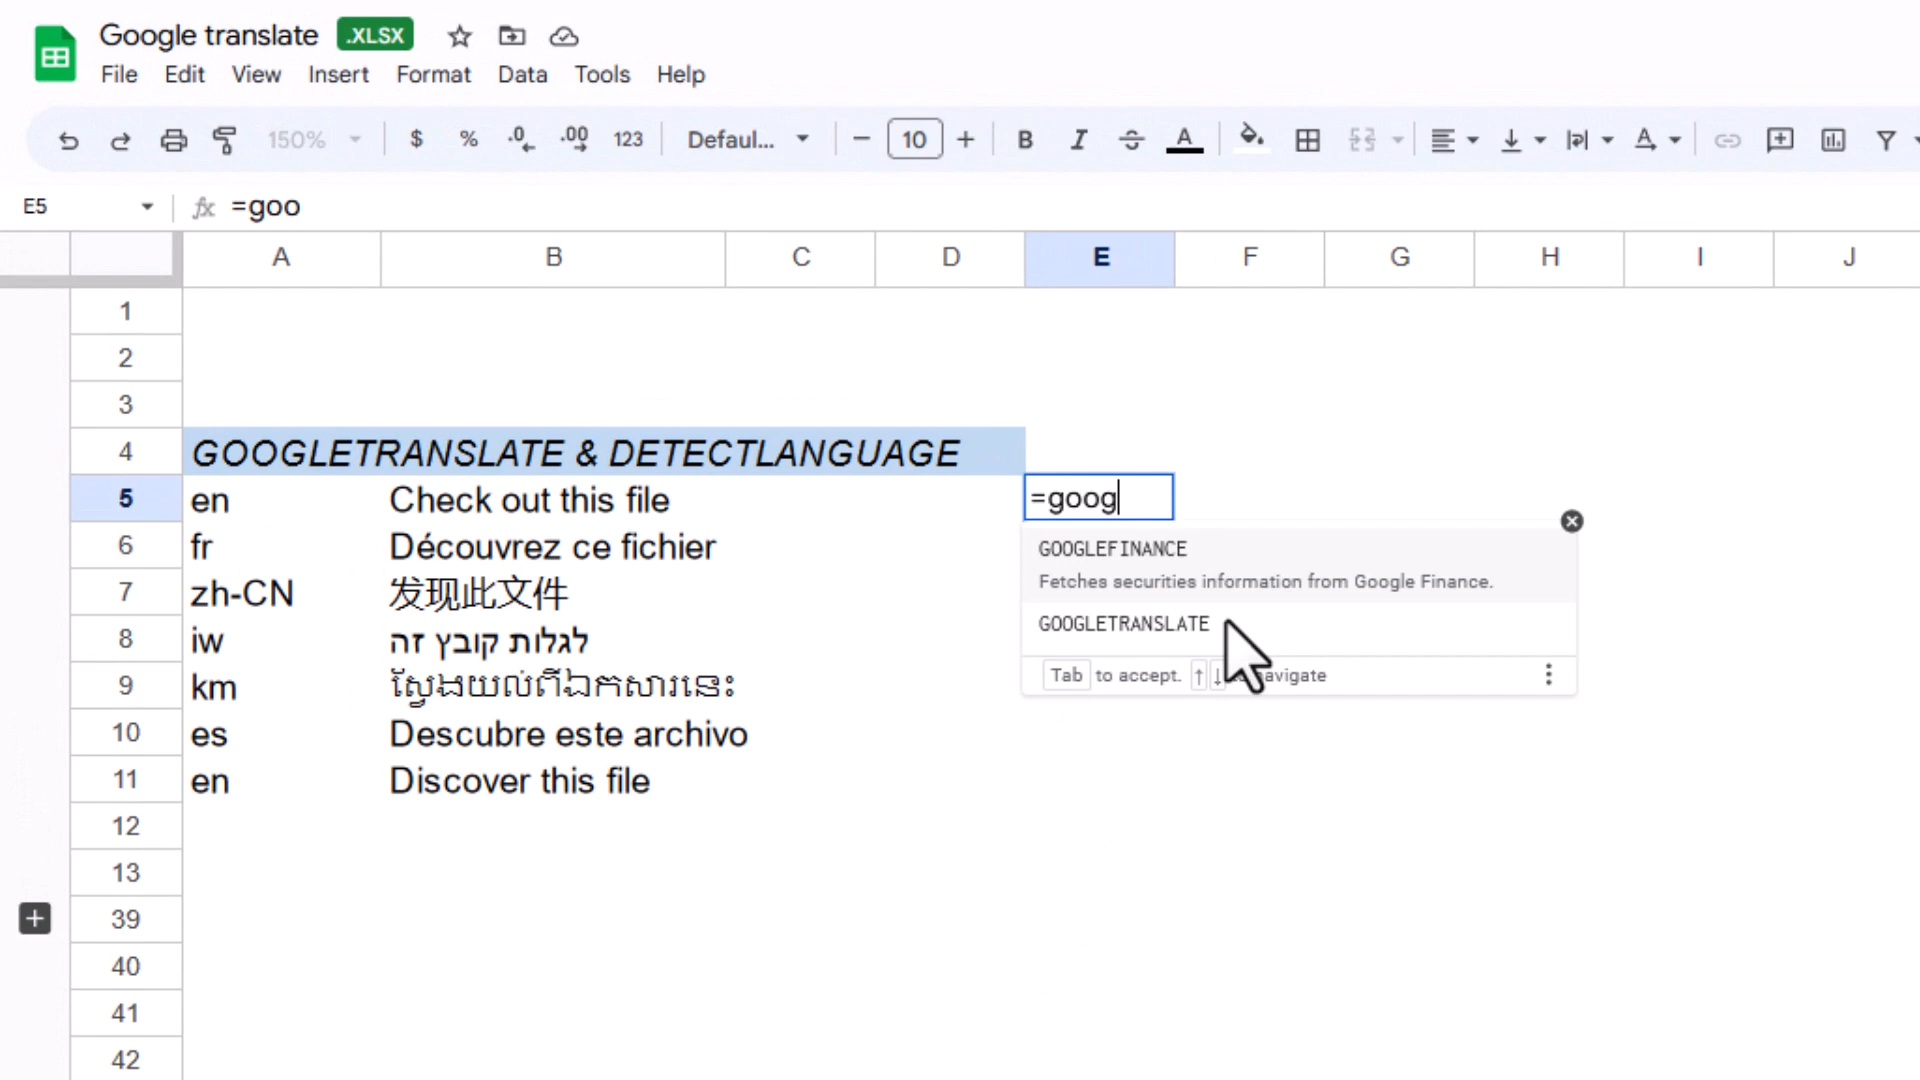 Google translate .XLSX
File Edit View Insert Format Data Tools Help
150% $ % .0 .00 123 Defaul... 10 B I A A
E5 fx =goo
A B C D E F G H I J
1
2
3
4 GOOGLETRANSLATE & DETECTLANGUAGE
5 en Check out this file =goog
6 fr Découvrez ce fichier
GOOGLEFINANCE
Fetches securities information from Google Finance.
7 zh-CN 发现此文件
GOOGLETRANSLATE
8 iw לגלות קובץ זה
Tab to accept. ↑ ↓ to navigate
9 km ស្វែងយល់ពីឯកសារនេះ
10 es Descubre este archivo
11 en Discover this file
12
13
39
40
41
42